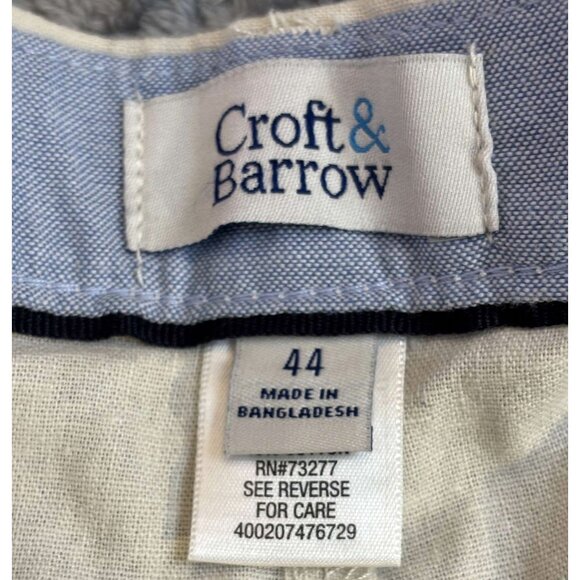 Croft &
Barrow
44
MADE IN
BANGLADESH
RN#73277
SEE REVERSE
FOR CARE
400207476729